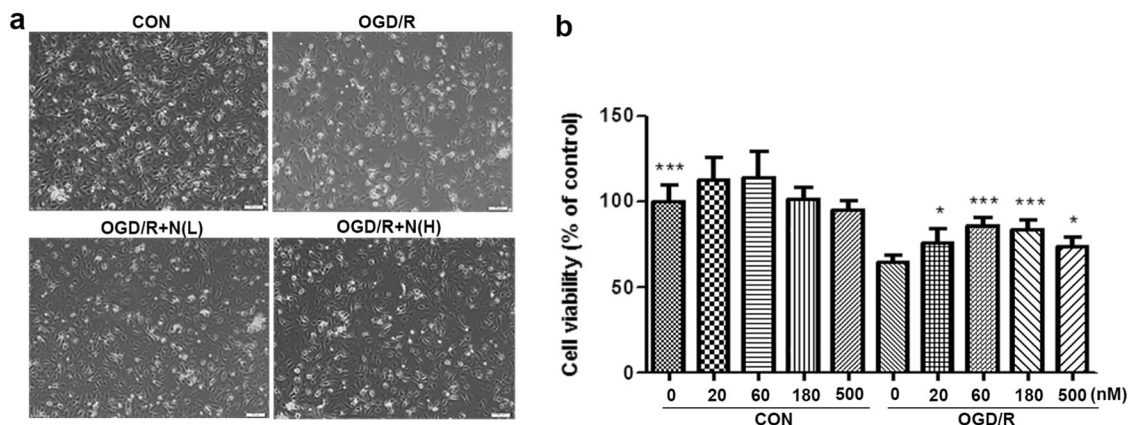 a
CON
OGD/R
OGD/R+N(L)
OGD/R+N(H)
b
Cell viability (% of control)
150
100
50
0
***
*
***
***
*
0 20 60 180 500 0 20 60 180 500 (nM)
CON OGD/R